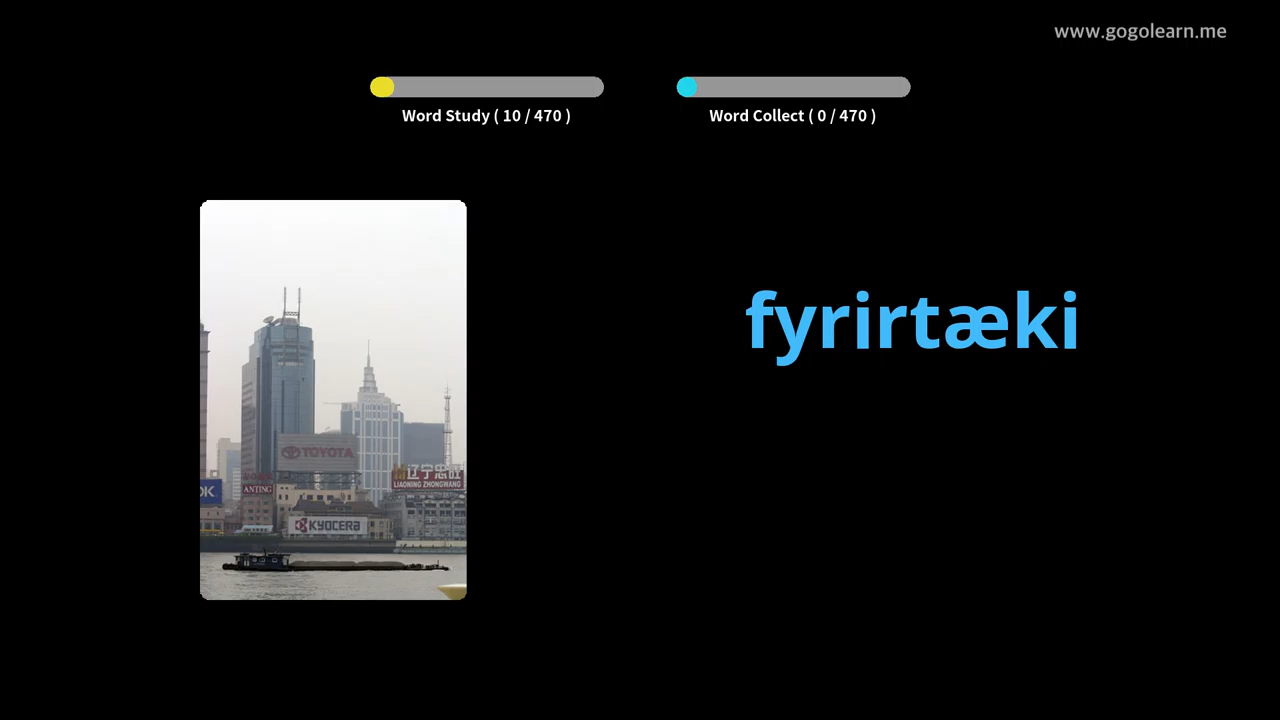 www.gogolearn.me
Word Study ( 10 / 470 )
Word Collect ( 0 / 470 )
fyrirtæki
TOYOTA
ANTING
辽宁忠旺
LIAONING ZHONGWANG
KYOCERA